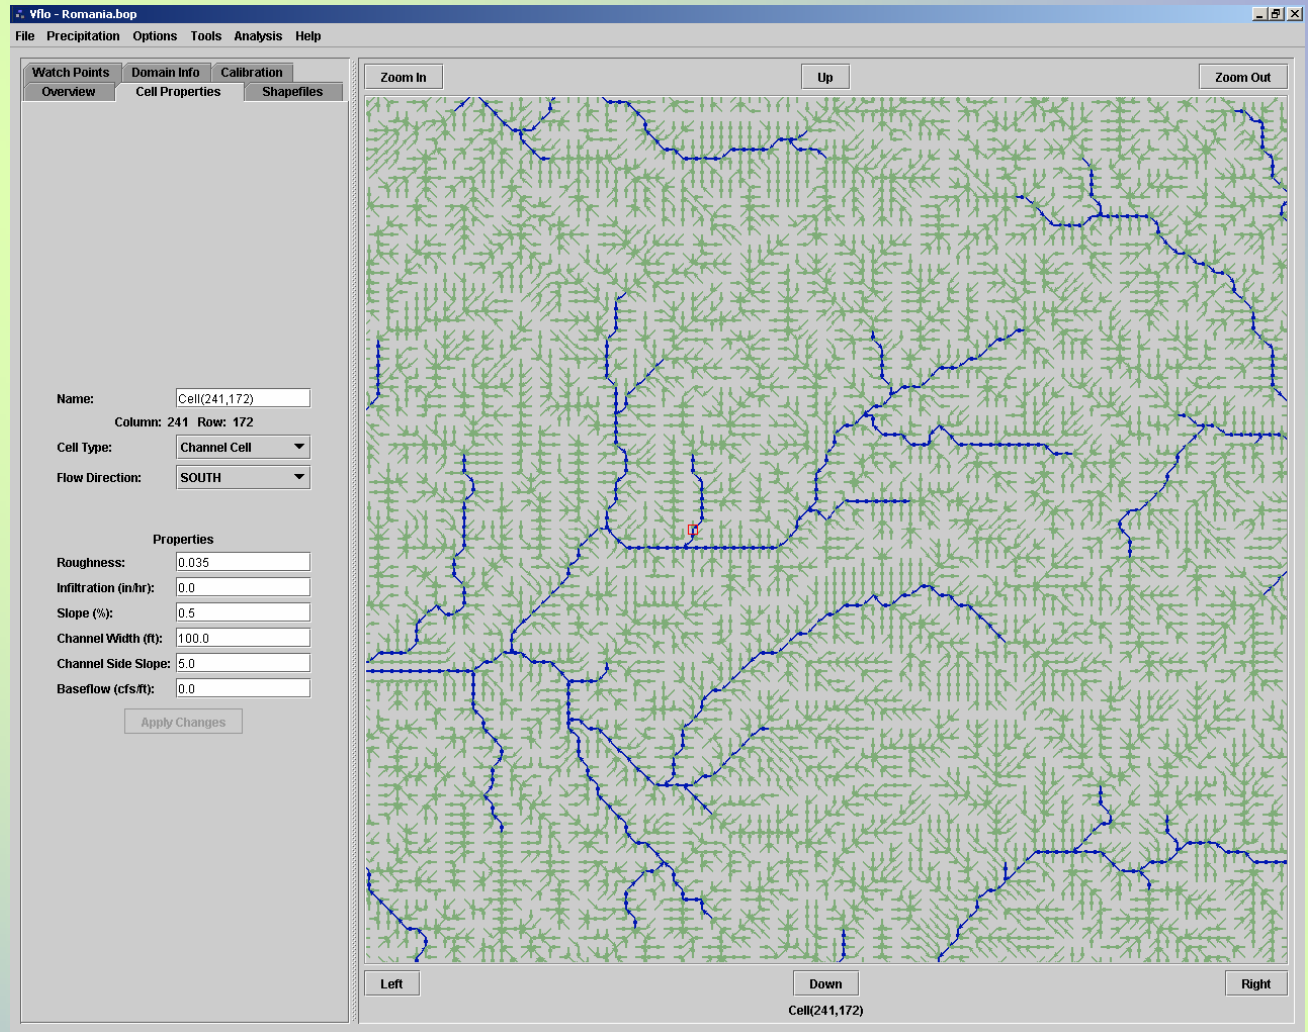 Vflo - Romania.bop
File Precipitation Options Tools Analysis Help
Watch Points Domain Info Calibration
Overview Cell Properties Shapefiles
Zoom In Up Zoom Out
Name: Cell(241,172)
Column: 241 Row: 172
Cell Type: Channel Cell
Flow Direction: SOUTH
Properties
Roughness: 0.035
Infiltration (in/hr): 0.0
Slope (%): 0.5
Channel Width (ft): 100.0
Channel Side Slope: 5.0
Baseflow (cfs/ft): 0.0
Apply Changes
Left Down Right
Cell(241,172)